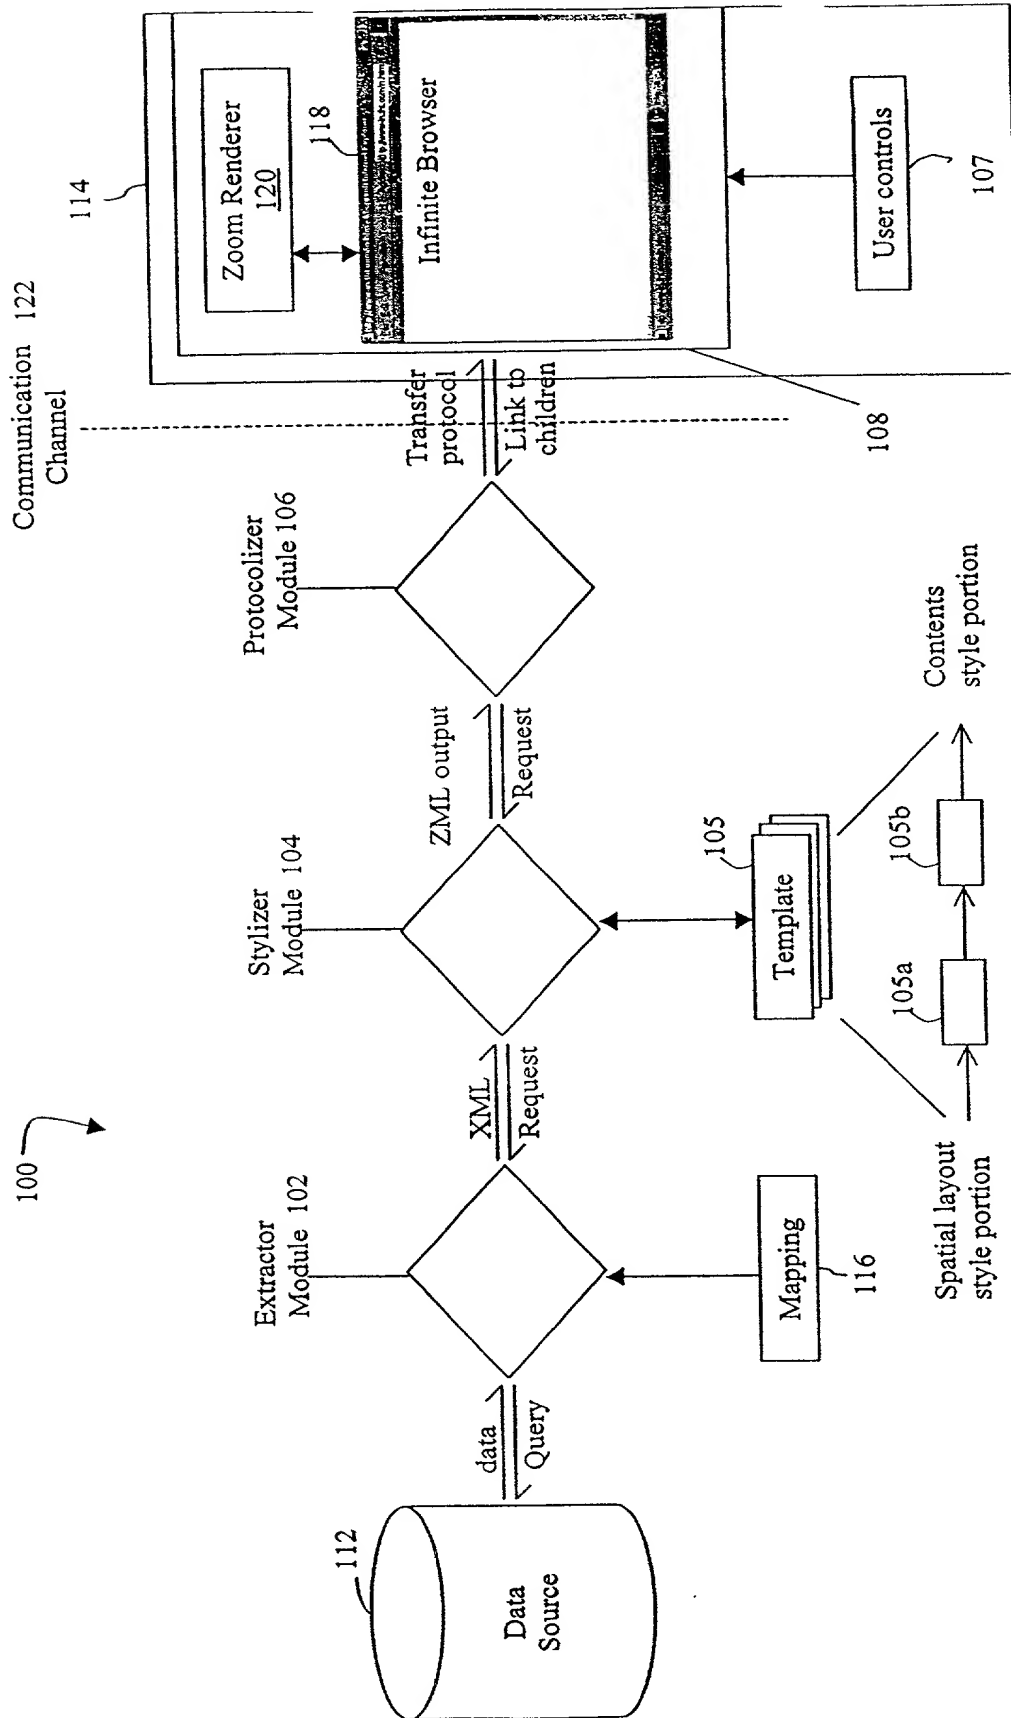 100
Communication 122
Channel
114
Zoom Renderer
120
118
Infinite Browser
Transfer
protocol
Link to
children
108
User controls
107
Protocolizer
Module 106
ZML output
Request
Stylizer
Module 104
105
Template
XML
Request
Extractor
Module 102
Mapping
116
data
Query
112
Data
Source
Spatial layout
style portion
105a
105b
Contents
style portion